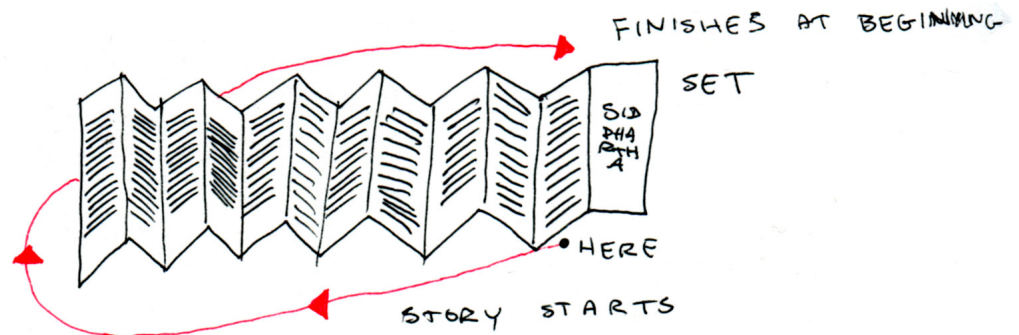 FINISHES AT BEGINNING
SET
SID
DHA
RTH
A
HERE
STORY STARTS